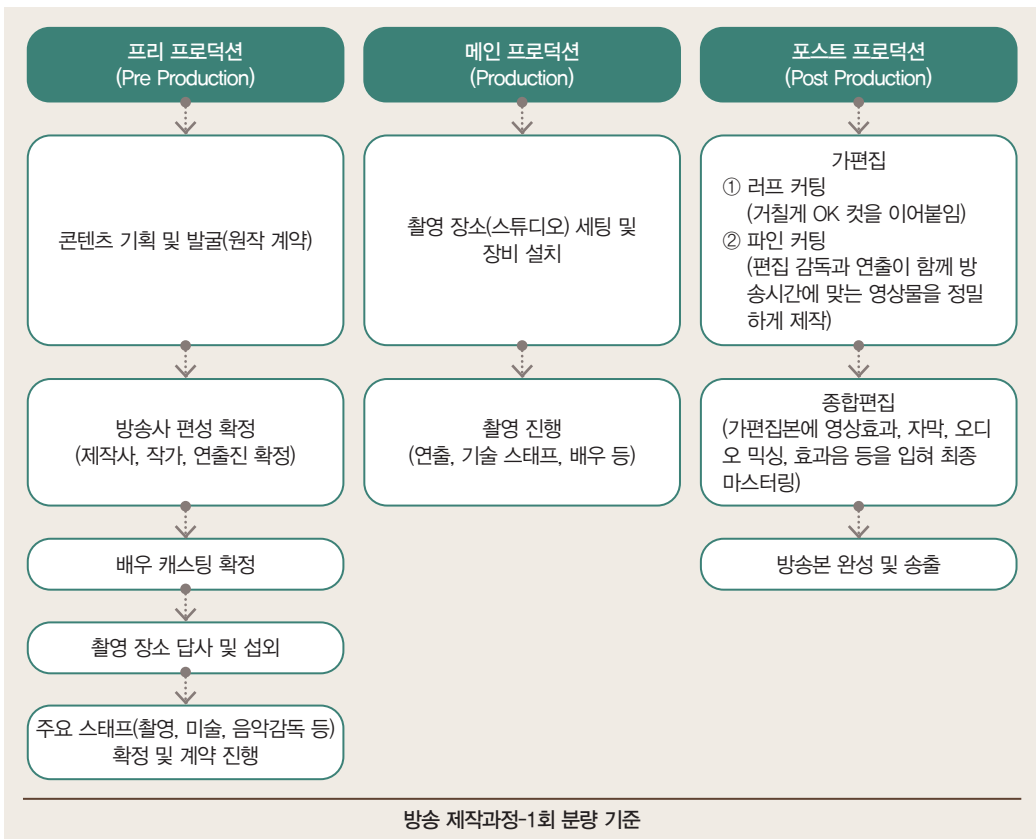 프리 프로덕션
(Pre Production)
콘텐츠 기획 및 발굴(원작 계약)
방송사 편성 확정
(제작사, 작가, 연출진 확정)
배우 캐스팅 확정
촬영 장소 답사 및 섭외
주요 스태프(촬영, 미술, 음악감독 등)
확정 및 계약 진행
메인 프로덕션
(Production)
촬영 장소(스튜디오) 세팅 및
장비 설치
촬영 진행
(연출, 기술 스태프, 배우 등)
포스트 프로덕션
(Post Production)
가편집
① 러프 커팅
(거칠게 OK 컷을 이어붙임)
② 파인 커팅
(편집 감독과 연출이 함께 방
송시간에 맞는 영상물을 정밀
하게 제작)
종합편집
(가편집본에 영상효과, 자막, 오디
오 믹싱, 효과음 등을 입혀 최종
마스터링)
방송본 완성 및 송출
방송 제작과정-1회 분량 기준